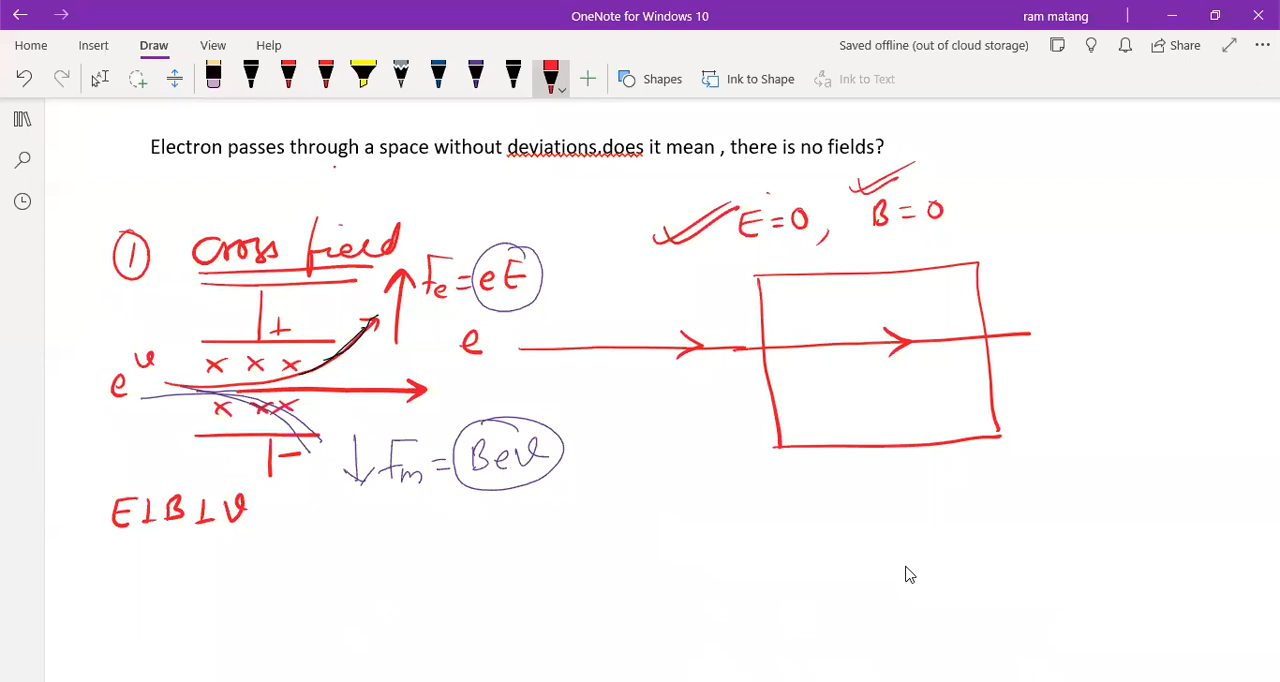 OneNote for Windows 10
ram matang
Home Insert Draw View Help
Saved offline (out of cloud storage)
Share
Shapes
Ink to Shape
Ink to Text
Electron passes through a space without deviations.does it mean , there is no fields?
E = 0, B = 0
① Cross field
Fe = eE
+
x x x
e v
e
x x x
-
↓ Fm = Bev
E ⊥ B ⊥ v